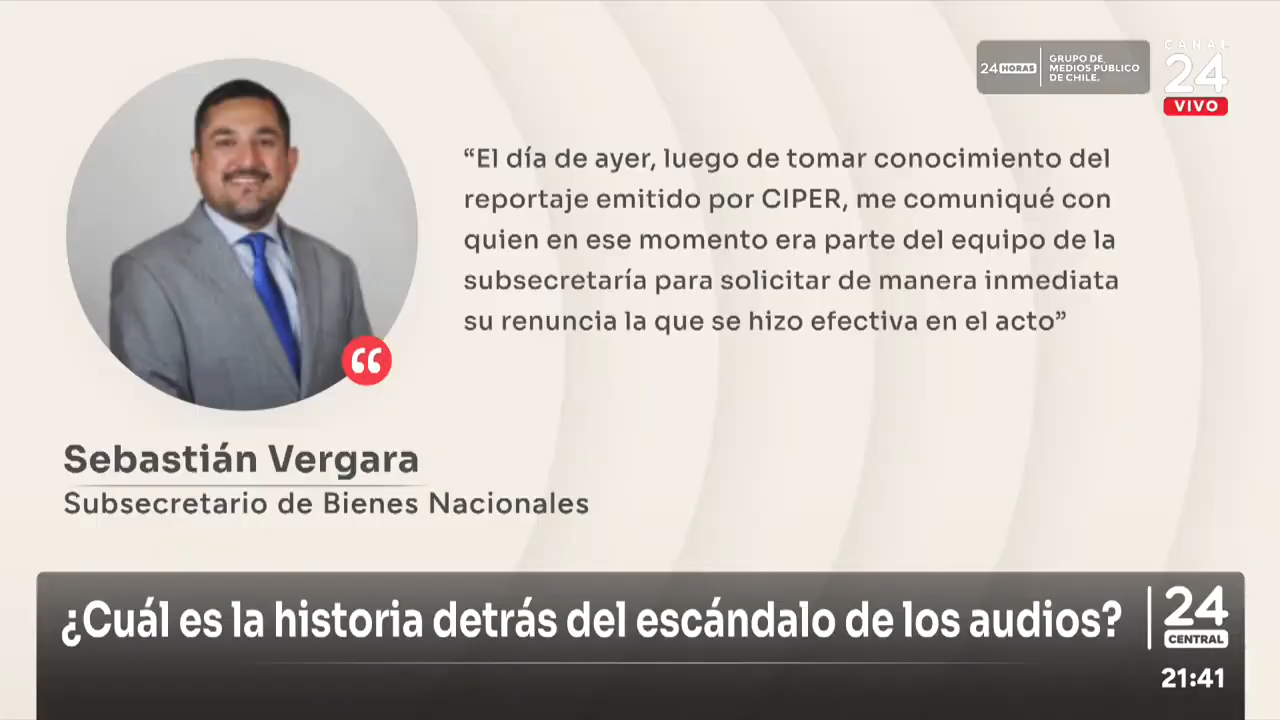 24 HORAS
GRUPO DE
MEDIOS PÚBLICO
DE CHILE.
CANAL
24
VIVO
“El día de ayer, luego de tomar conocimiento del
reportaje emitido por CIPER, me comuniqué con
quien en ese momento era parte del equipo de la
subsecretaría para solicitar de manera inmediata
su renuncia la que se hizo efectiva en el acto”
Sebastián Vergara
Subsecretario de Bienes Nacionales
¿Cuál es la historia detrás del escándalo de los audios?
24
CENTRAL
21:41